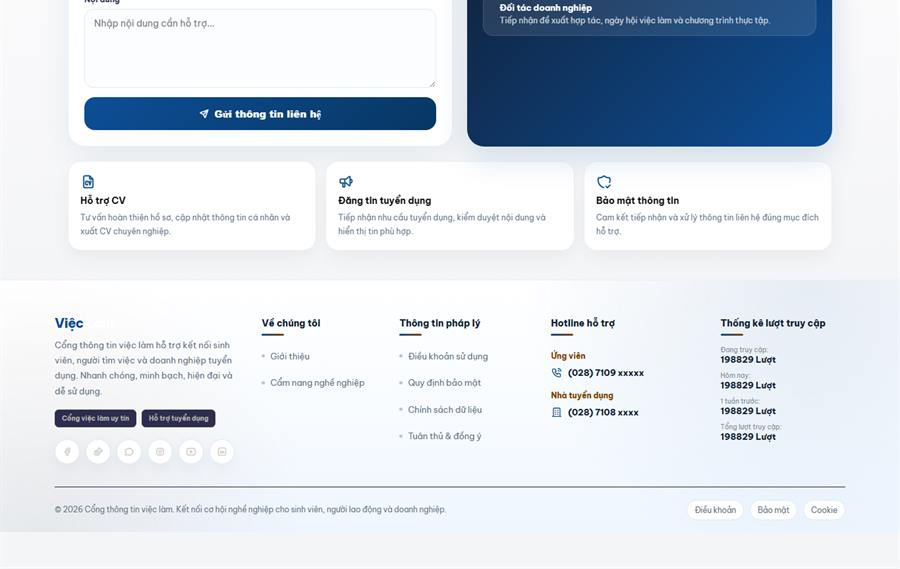 Nội dung
Nhập nội dung cần hỗ trợ...
Gửi thông tin liên hệ
Đối tác doanh nghiệp
Tiếp nhận đề xuất hợp tác, ngày hội việc làm và chương trình thực tập.
Hỗ trợ CV
Tư vấn hoàn thiện hồ sơ, cập nhật thông tin cá nhân và
xuất CV chuyên nghiệp.
Đăng tin tuyển dụng
Tiếp nhận nhu cầu tuyển dụng, kiểm duyệt nội dung và
hiển thị tin phù hợp.
Bảo mật thông tin
Cam kết tiếp nhận và xử lý thông tin liên hệ đúng mục đích
hỗ trợ.
Việc
Cổng thông tin việc làm hỗ trợ kết nối sinh
viên, người tìm việc và doanh nghiệp tuyển
dụng. Nhanh chóng, minh bạch, hiện đại và
dễ sử dụng.
Cổng việc làm uy tín
Hỗ trợ tuyển dụng
Về chúng tôi
Giới thiệu
Cẩm nang nghề nghiệp
Thông tin pháp lý
Điều khoản sử dụng
Quy định bảo mật
Chính sách dữ liệu
Tuân thủ & đồng ý
Hotline hỗ trợ
Ứng viên
(028) 7109 xxxxx
Nhà tuyển dụng
(028) 7108 xxxx
Thống kê lượt truy cập
Đang truy cập:
198829 Lượt
Hôm nay:
198829 Lượt
1 tuần trước:
198829 Lượt
Tổng lượt truy cập:
198829 Lượt
© 2026 Cổng thông tin việc làm. Kết nối cơ hội nghề nghiệp cho sinh viên, người lao động và doanh nghiệp.
Điều khoản
Bảo mật
Cookie